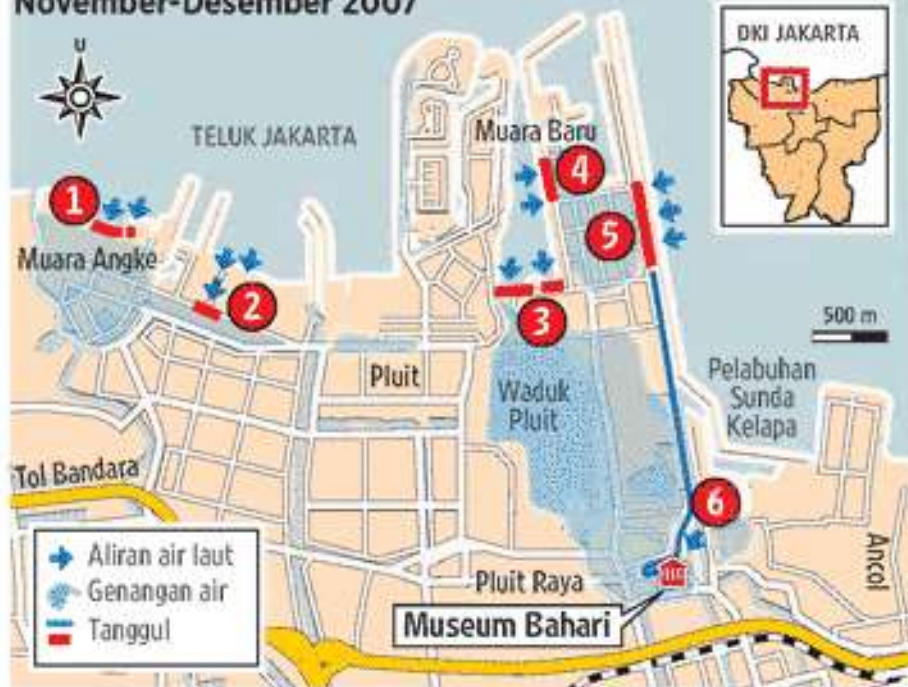 November-Desember 2007
U
DKI JAKARTA
TELUK JAKARTA
Muara Baru
1
4
5
Muara Angke
2
3
500 m
Pluit
Waduk
Pluit
Pelabuhan
Sunda
Kelapa
Tol Bandara
6
Aliran air laut
Genangan air
Tanggul
Pluit Raya
Ancol
Museum Bahari